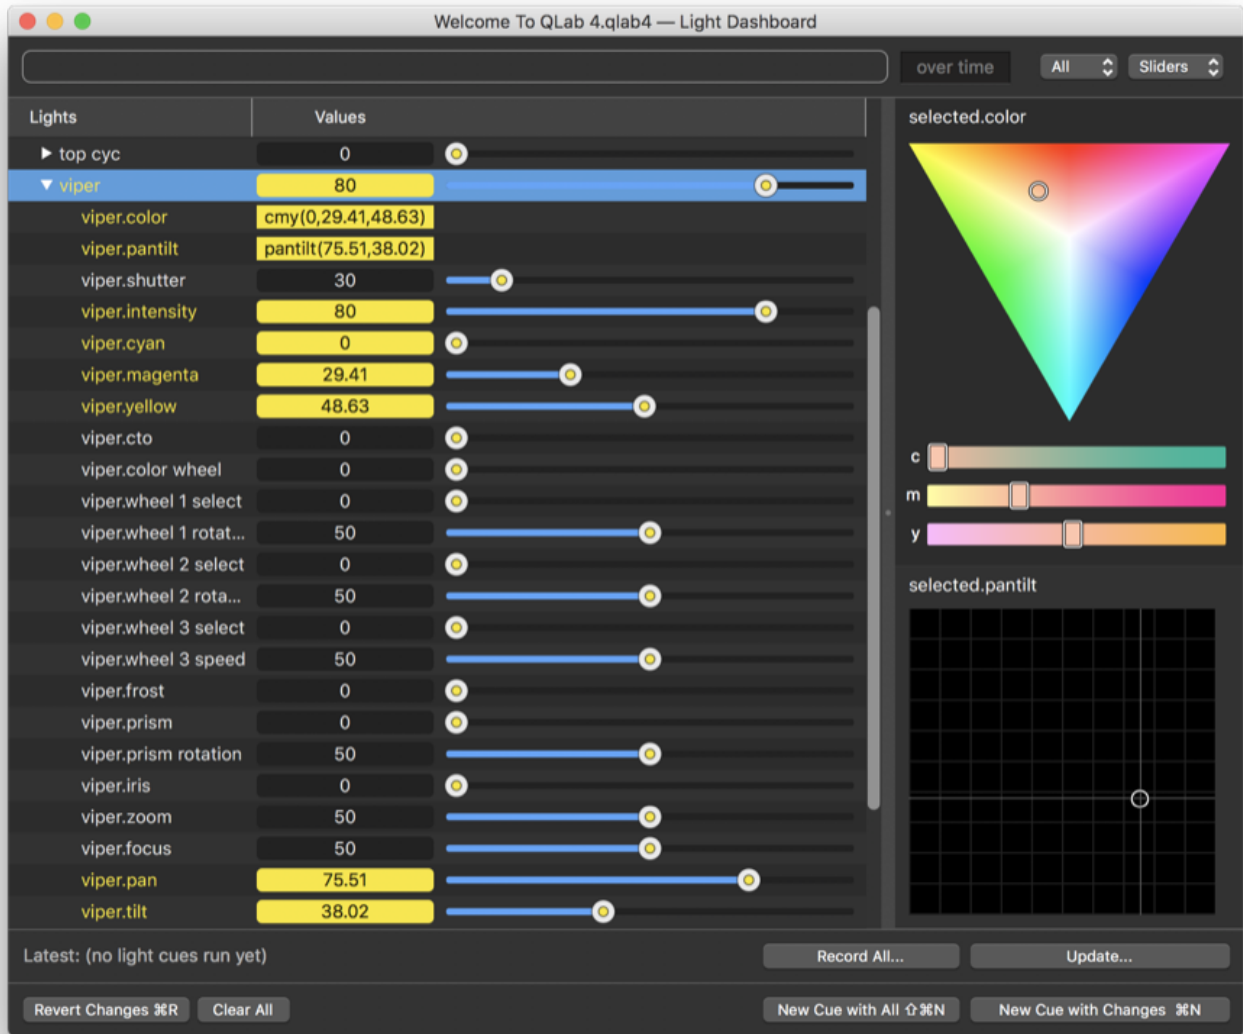 Welcome To QLab 4.qlab4 — Light Dashboard
over time All Sliders
Lights Values selected.color
top cyc 0
viper 80
viper.color cmy(0,29.41,48.63)
viper.pantilt pantilt(75.51,38.02)
viper.shutter 30
viper.intensity 80
viper.cyan 0
viper.magenta 29.41
viper.yellow 48.63
viper.cto 0
viper.color wheel 0
viper.wheel 1 select 0
viper.wheel 1 rotat... 50
viper.wheel 2 select 0
viper.wheel 2 rota... 50
viper.wheel 3 select 0
viper.wheel 3 speed 50
viper.frost 0
viper.prism 0
viper.prism rotation 50
viper.iris 0
viper.zoom 50
viper.focus 50
viper.pan 75.51
viper.tilt 38.02
c
m
y
selected.pantilt
Latest: (no light cues run yet) Record All... Update...
Revert Changes ⌘R Clear All New Cue with All ⇧⌘N New Cue with Changes ⌘N